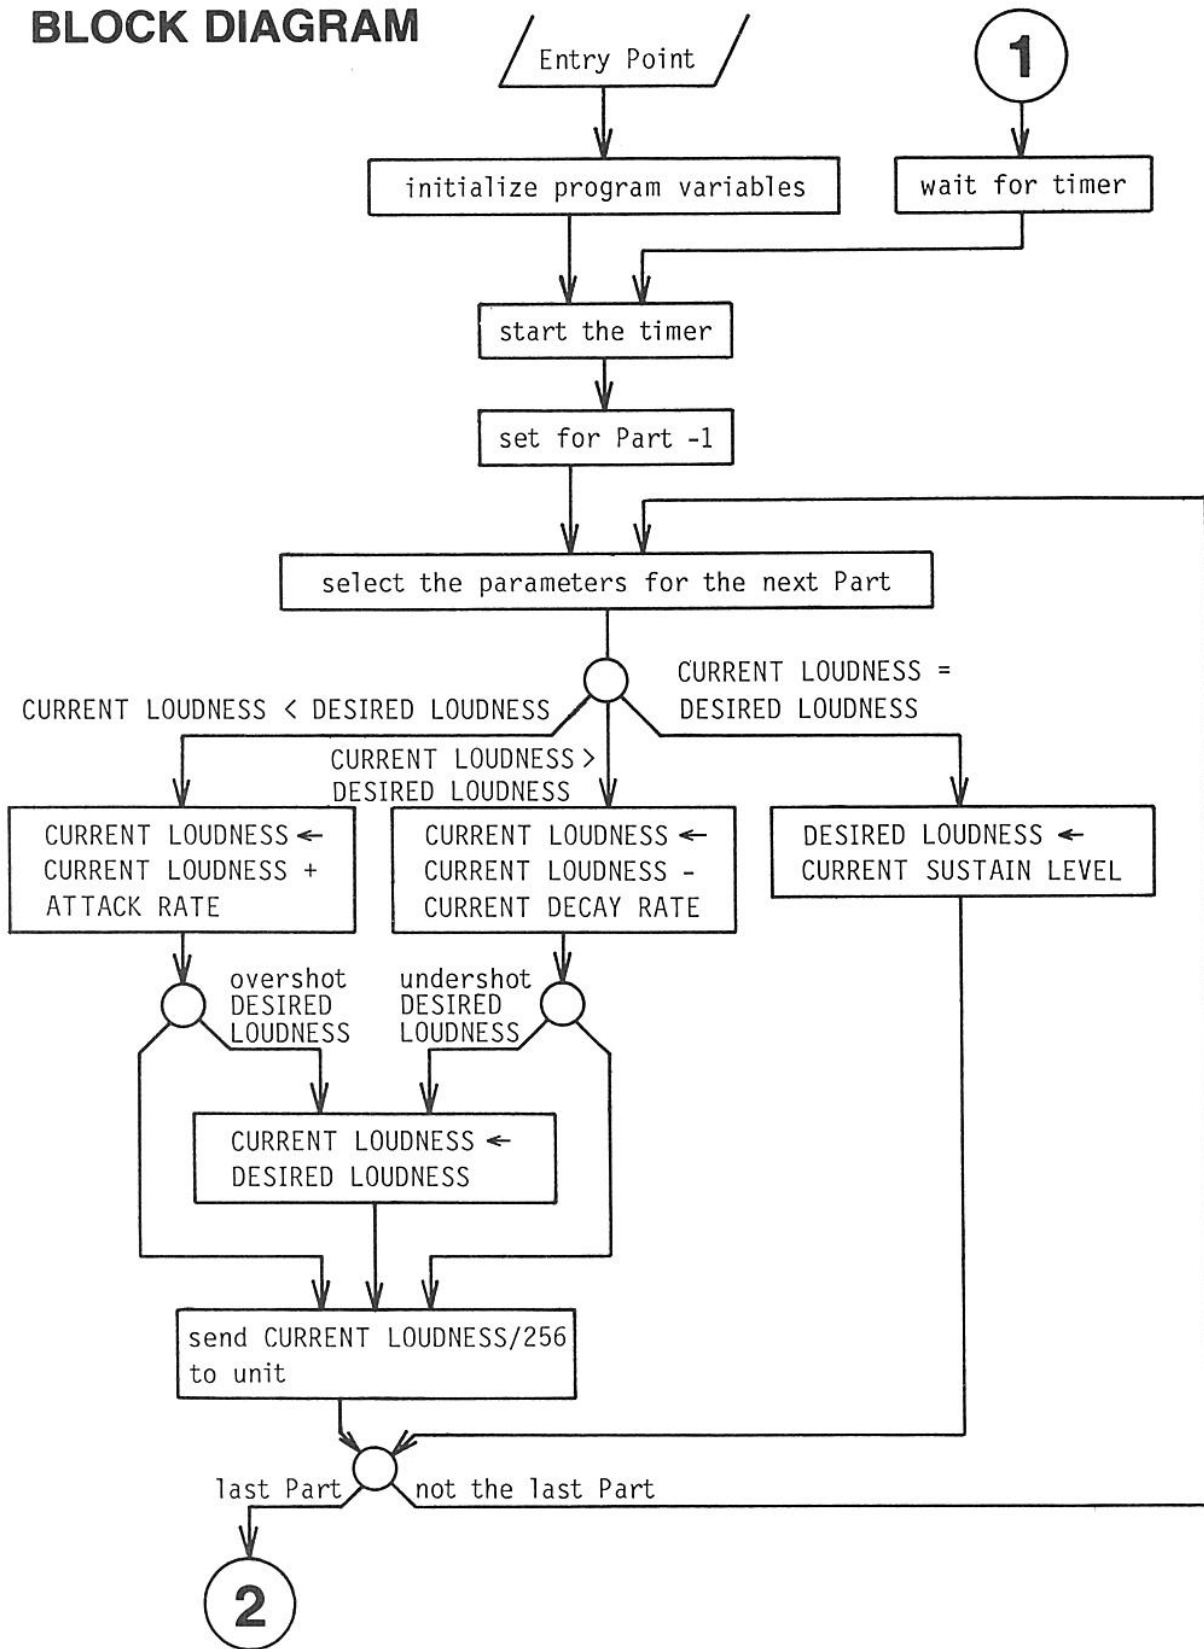 BLOCK DIAGRAM
Entry Point
1
initialize program variables
wait for timer
start the timer
set for Part -1
select the parameters for the next Part
CURRENT LOUDNESS =
DESIRED LOUDNESS
CURRENT LOUDNESS < DESIRED LOUDNESS
CURRENT LOUDNESS >
DESIRED LOUDNESS
CURRENT LOUDNESS ←
CURRENT LOUDNESS +
ATTACK RATE
CURRENT LOUDNESS ←
CURRENT LOUDNESS -
CURRENT DECAY RATE
DESIRED LOUDNESS ←
CURRENT SUSTAIN LEVEL
overshot
DESIRED
LOUDNESS
undershot
DESIRED
LOUDNESS
CURRENT LOUDNESS ←
DESIRED LOUDNESS
send CURRENT LOUDNESS/256
to unit
last Part
not the last Part
2